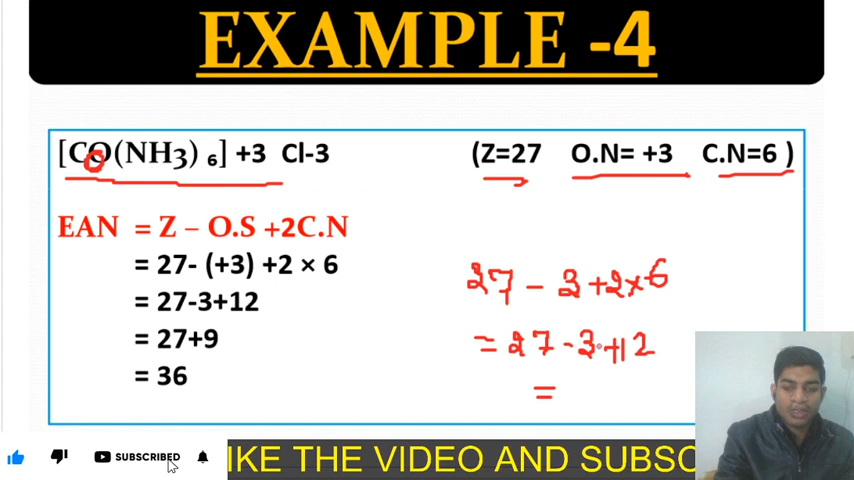 EXAMPLE -4
[CO(NH3) 6] +3 Cl-3 (Z=27 O.N= +3 C.N=6 )
EAN = Z – O.S +2C.N
= 27- (+3) +2 × 6
= 27-3+12
= 27+9
= 36
27 - 3 +2×6
= 27 - 3 +12
=
SUBSCRIBED
IKE THE VIDEO AND SUBSC